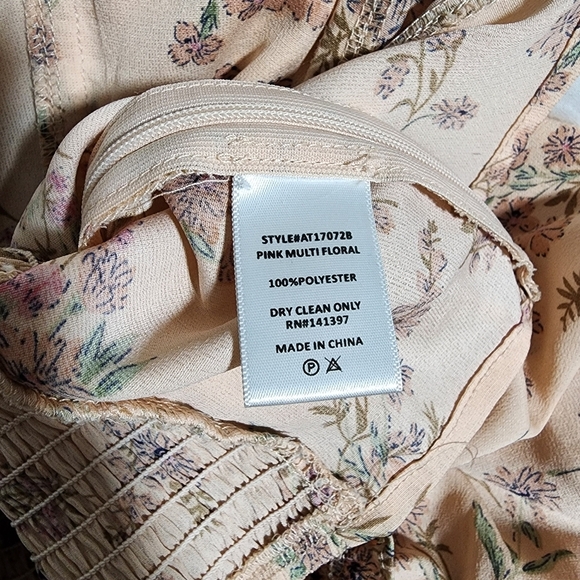 STYLE#AT17072B
PINK MULTI FLORAL
100%POLYESTER
DRY CLEAN ONLY
RN#141397
MADE IN CHINA
P